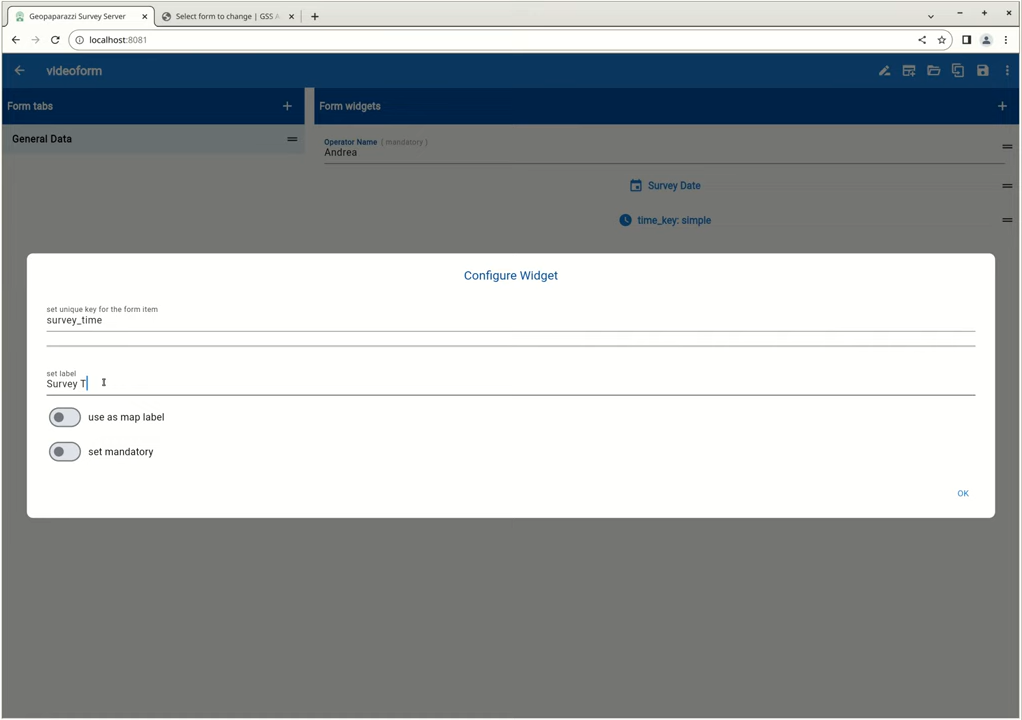 Geopaparazzi Survey Server
Select form to change | GSS A
localhost:8081
videoform
Form tabs
Form widgets
General Data
Operator Name ( mandatory )
Andrea
Survey Date
time_key: simple
Configure Widget
set unique key for the form item
survey_time
set label
Survey T
use as map label
set mandatory
OK